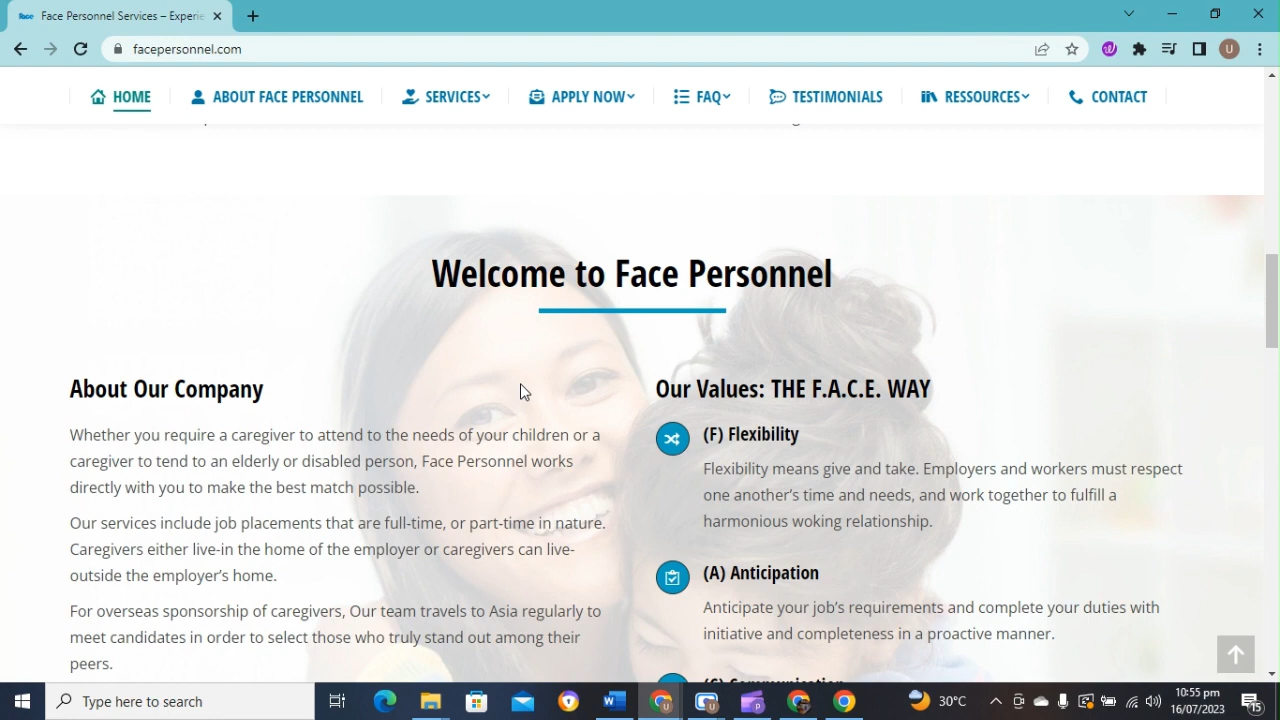 face Face Personnel Services – Experie
facepersonnel.com
U
HOME ABOUT FACE PERSONNEL SERVICES APPLY NOW FAQ TESTIMONIALS RESSOURCES CONTACT
Welcome to Face Personnel
About Our Company
Whether you require a caregiver to attend to the needs of your children or a
caregiver to tend to an elderly or disabled person, Face Personnel works
directly with you to make the best match possible.
Our services include job placements that are full-time, or part-time in nature.
Caregivers either live-in the home of the employer or caregivers can live-
outside the employer’s home.
For overseas sponsorship of caregivers, Our team travels to Asia regularly to
meet candidates in order to select those who truly stand out among their
peers.
Our Values: THE F.A.C.E. WAY
(F) Flexibility
Flexibility means give and take. Employers and workers must respect
one another’s time and needs, and work together to fulfill a
harmonious woking relationship.
(A) Anticipation
Anticipate your job’s requirements and complete your duties with
initiative and completeness in a proactive manner.
(C) Communication
Type here to search
30°C
10:55 pm
16/07/2023
15